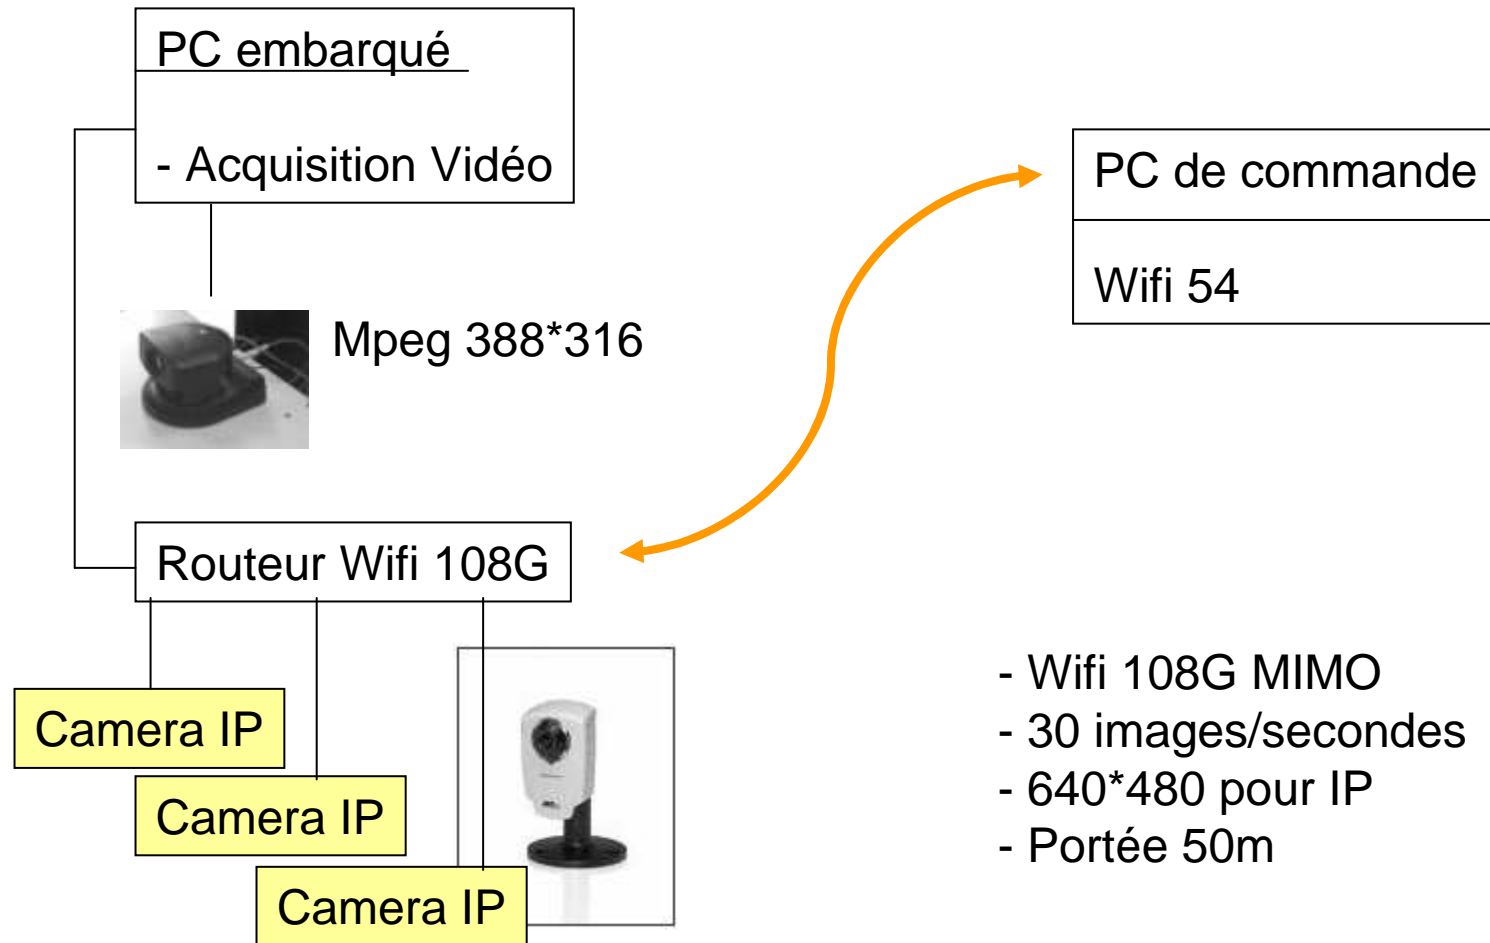 PC embarqué
- Acquisition Vidéo
PC de commande
Wifi 54
Mpeg 388*316
Routeur Wifi 108G
Camera IP
Camera IP
Camera IP
- Wifi 108G MIMO
- 30 images/secondes
- 640*480 pour IP
- Portée 50m